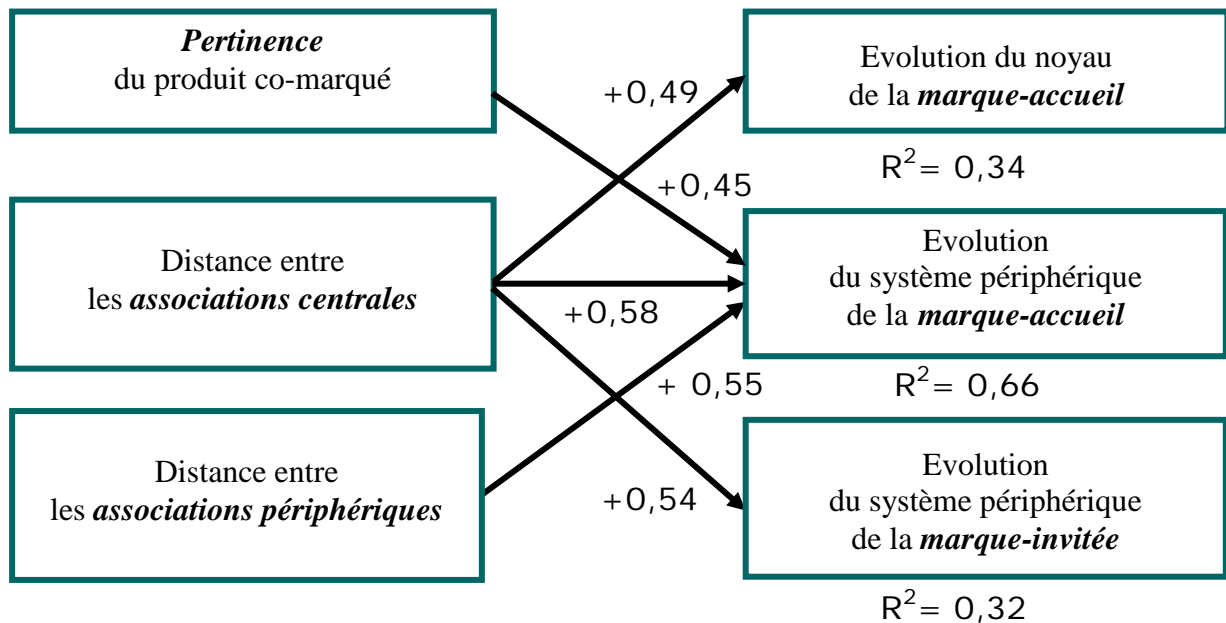 Pertinence
du produit co-marqué
+0,49
Evolution du noyau
de la marque-accueil
R² = 0,34
+0,45
Distance entre
les associations centrales
+0,58
Evolution
du système périphérique
de la marque-accueil
R² = 0,66
+ 0,55
Distance entre
les associations périphériques
+0,54
Evolution
du système périphérique
de la marque-invitée
R² = 0,32